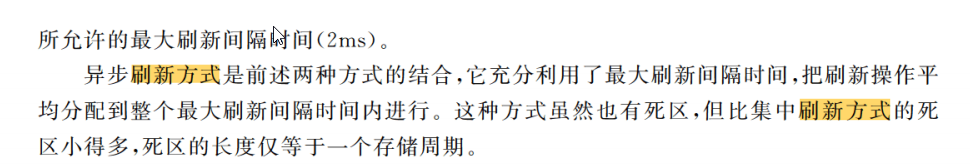 所允许的最大刷新间隔时间(2ms)。
异步刷新方式是前述两种方式的结合,它充分利用了最大刷新间隔时间,把刷新操作平
均分配到整个最大刷新间隔时间内进行。这种方式虽然也有死区,但比集中刷新方式的死
区小得多,死区的长度仅等于一个存储周期。